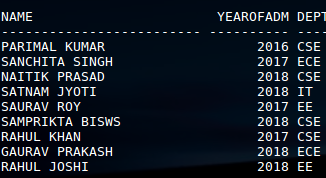 NAME YEAROFADM DEPT
------------------------- ---------- ----
PARIMAL KUMAR 2016 CSE
SANCHITA SINGH 2017 ECE
NAITIK PRASAD 2018 CSE
SATNAM JYOTI 2018 IT
SAURAV ROY 2017 EE
SAMPRIKTA BISWS 2018 CSE
RAHUL KHAN 2017 CSE
GAURAV PRAKASH 2018 ECE
RAHUL JOSHI 2018 EE